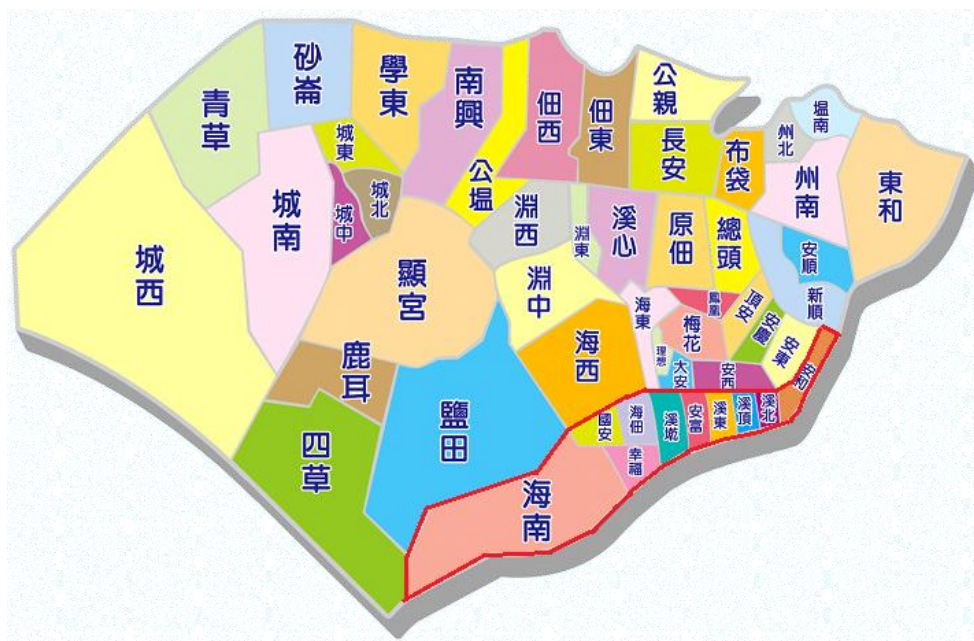 砂崙
學東
南興
佃西
佃東
公親
青草
城東
公塭
長安
布袋
州北
塭南
城南
城中
城北
淵西
淵東
溪心
原佃
總頭
州南
東和
城西
顯宮
淵中
安順
新順
海東
鳳凰
頂安
安慶
安東
鹿耳
海西
理想
梅花
大安
安西
安和
四草
鹽田
國安
海佃
溪墘
安富
溪東
溪頂
溪北
幸福
海南